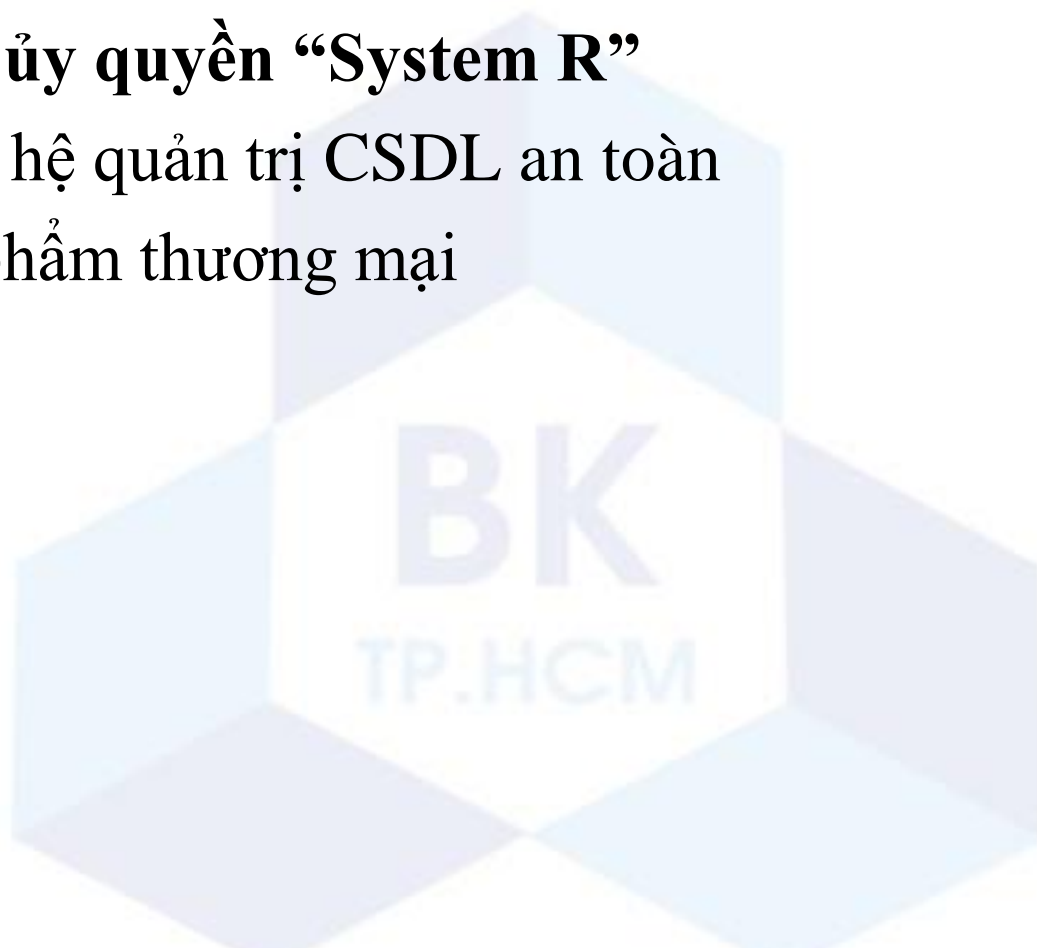 ủy quyền “System R”
hệ quản trị CSDL an toàn
hẩm thương mại
BK
TP.HCM